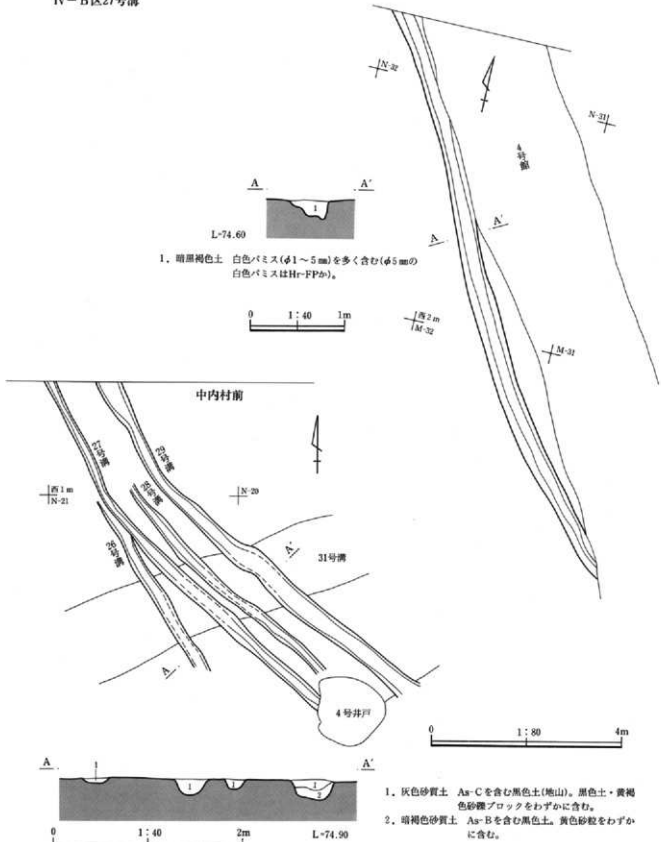 IV－B区27号溝
N-32
N-31
4号館
A
A′
A
A′
1
L=74.60
1．暗黒褐色土　白色パミス(φ1～5㎜)を多く含む(φ5㎜の
白色パミスはHr-FPか)。
0　1：40　1m
西2m
M-32
M-31
中内村前
27号溝
29号溝
28号溝
西1m
N-21
N-20
26号溝
A′
31号溝
A
4号井戸
0　1：80　4m
A
A′
1
1
1
1
2
1．灰色砂質土　As-Cを含む黒色土(地山)。黒色土・黄褐
色砂礫ブロックをわずかに含む。
2．暗褐色砂質土　As-Bを含む黒色土。黄色砂粒をわずか
に含む。
0　1：40　2m　L=74.90